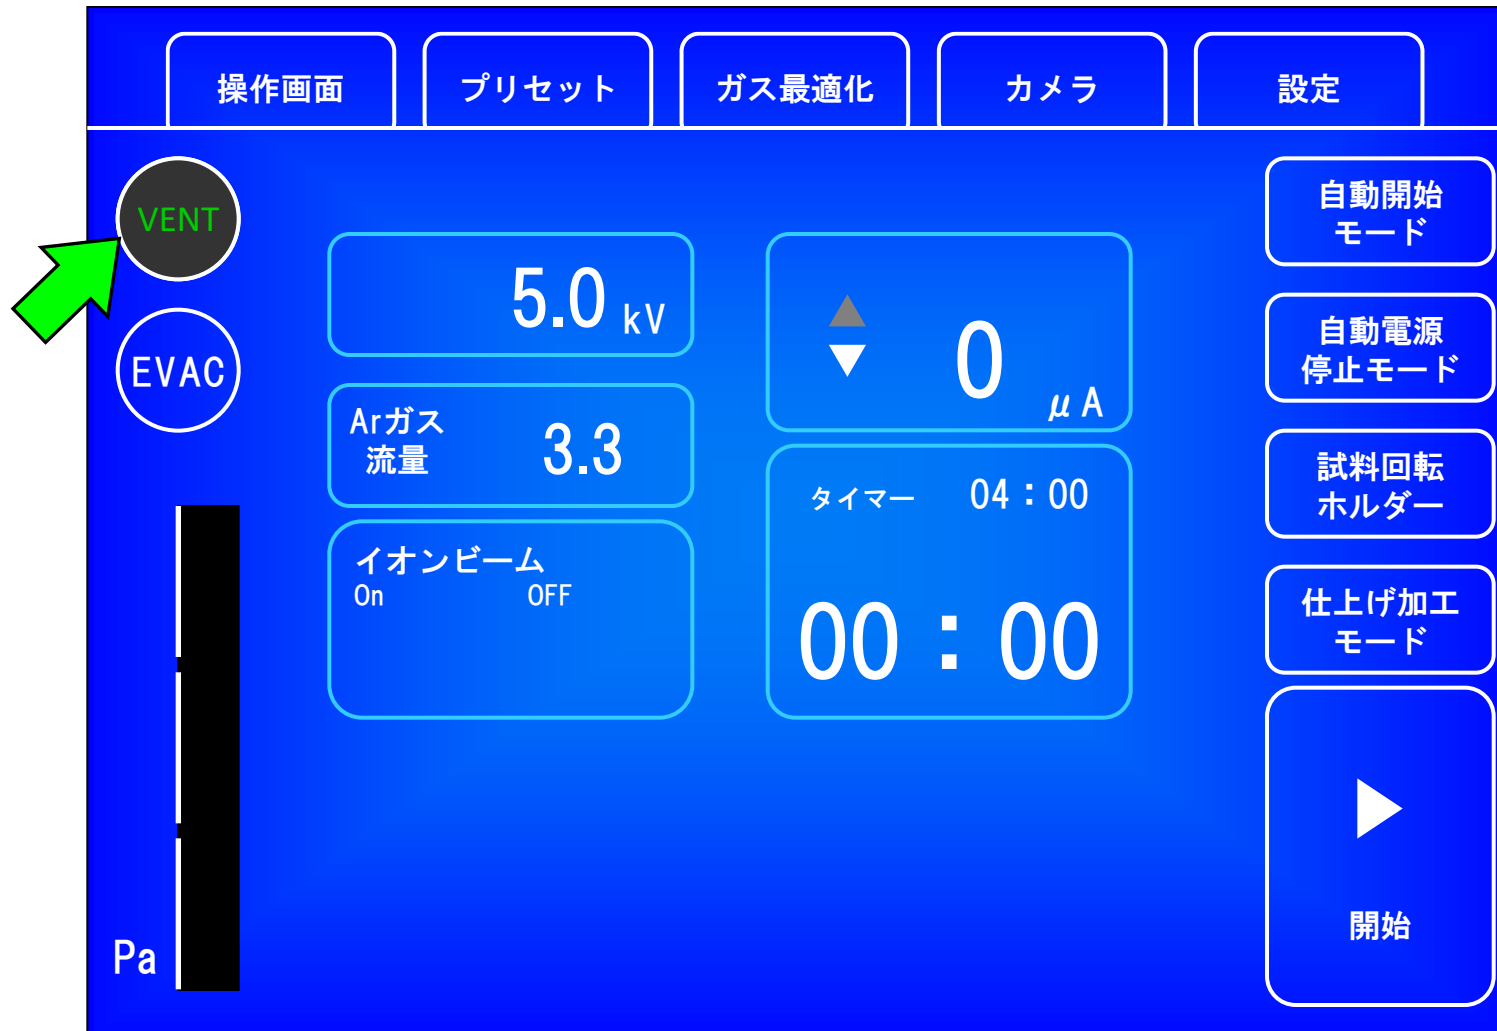 操作画面
プリセット
ガス最適化
カメラ
設定
VENT
EVAC
Pa
5.0 kV
Arガス
流量
3.3
イオンビーム
On OFF
0
μA
タイマー 04：00
00：00
自動開始
モード
自動電源
停止モード
試料回転
ホルダー
仕上げ加工
モード
開始